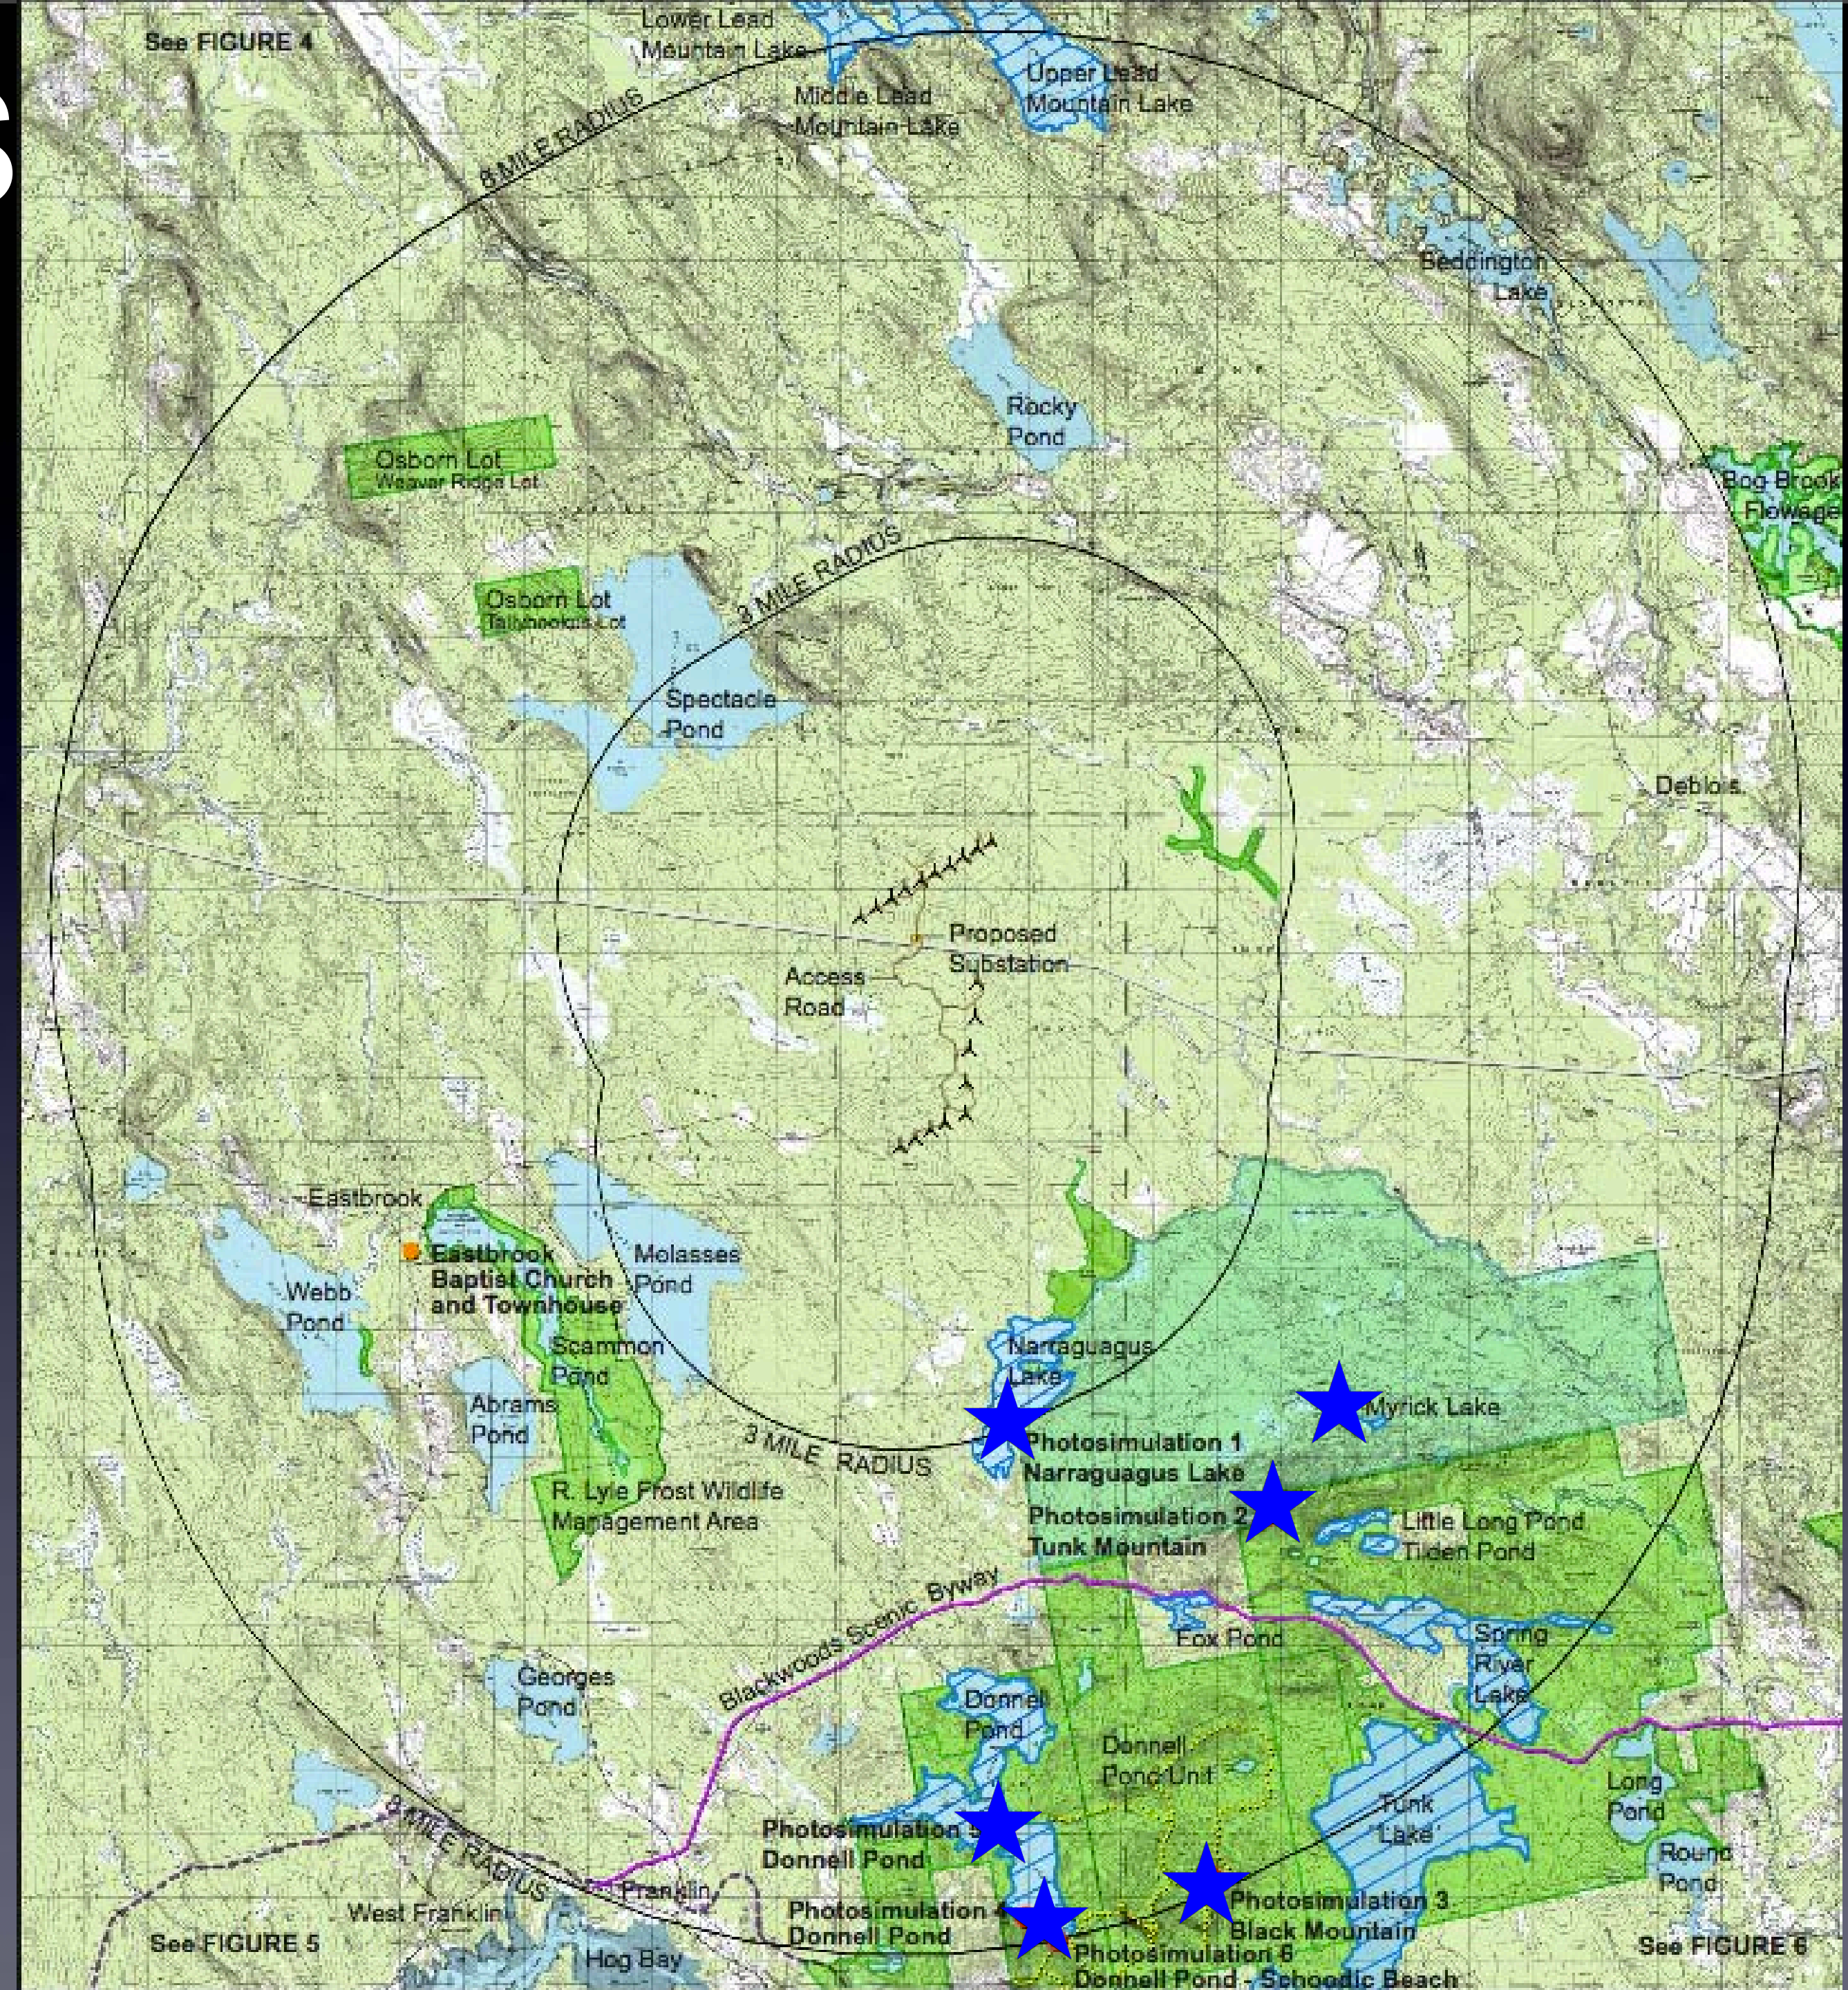 See FIGURE 4
Lower Lead
Mountain Lake
Upper Lead
Mountain Lake
Middle Lead
Mountain Lake
8 MILE RADIUS
Beddington
Lake
Rocky
Pond
Osborn Lot
Weaver Ridge Lot
Bog Brook
Flowage
3 MILE RADIUS
Osborn Lot
Spectacle
Pond
Deblois
Proposed
Substation
Access
Road
Eastbrook
Eastbrook
Baptist Church
and Townhouse
Molasses
Pond
Webb
Pond
Scammon
Pond
Narraguagus
Lake
Abrams
Pond
Myrick Lake
3 MILE RADIUS
Photosimulation 1
Narraguagus Lake
R. Lyle Frost Wildlife
Management Area
Photosimulation 2
Tunk Mountain
Little Long Pond
Tilden Pond
Blackwoods Scenic Byway
Fox Pond
Spring
River
Lake
Georges
Pond
Donnell
Pond
Donnell
Pond Unit
Long
Pond
Tunk
Lake
8 MILE RADIUS
Photosimulation 5
Donnell Pond
Round
Pond
Franklin
West Franklin
Photosimulation 4
Donnell Pond
Photosimulation 3
Black Mountain
See FIGURE 5
Hog Bay
See FIGURE 6
Photosimulation 6
Donnell Pond - Schoodic Beach